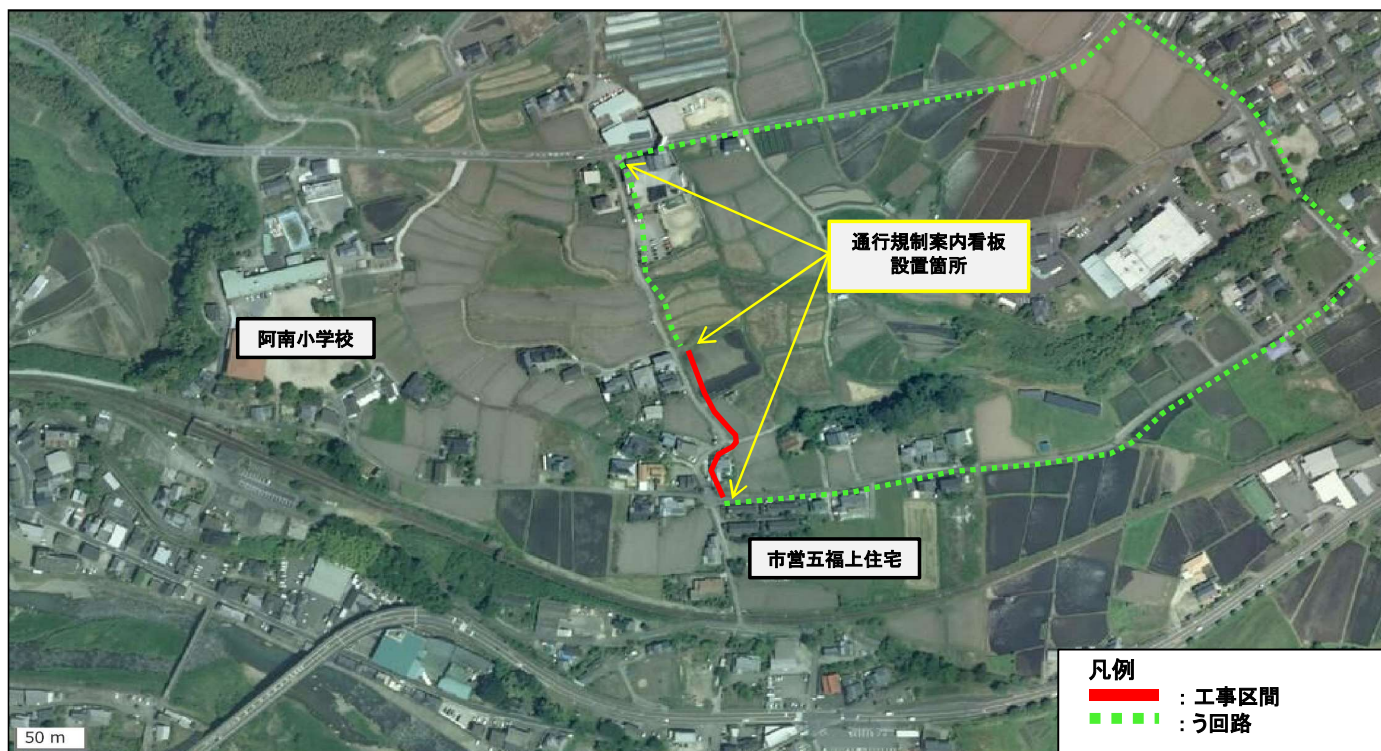 通行規制案内看板
設置箇所
阿南小学校
市営五福上住宅
凡例
：工事区間
：う回路
50 m